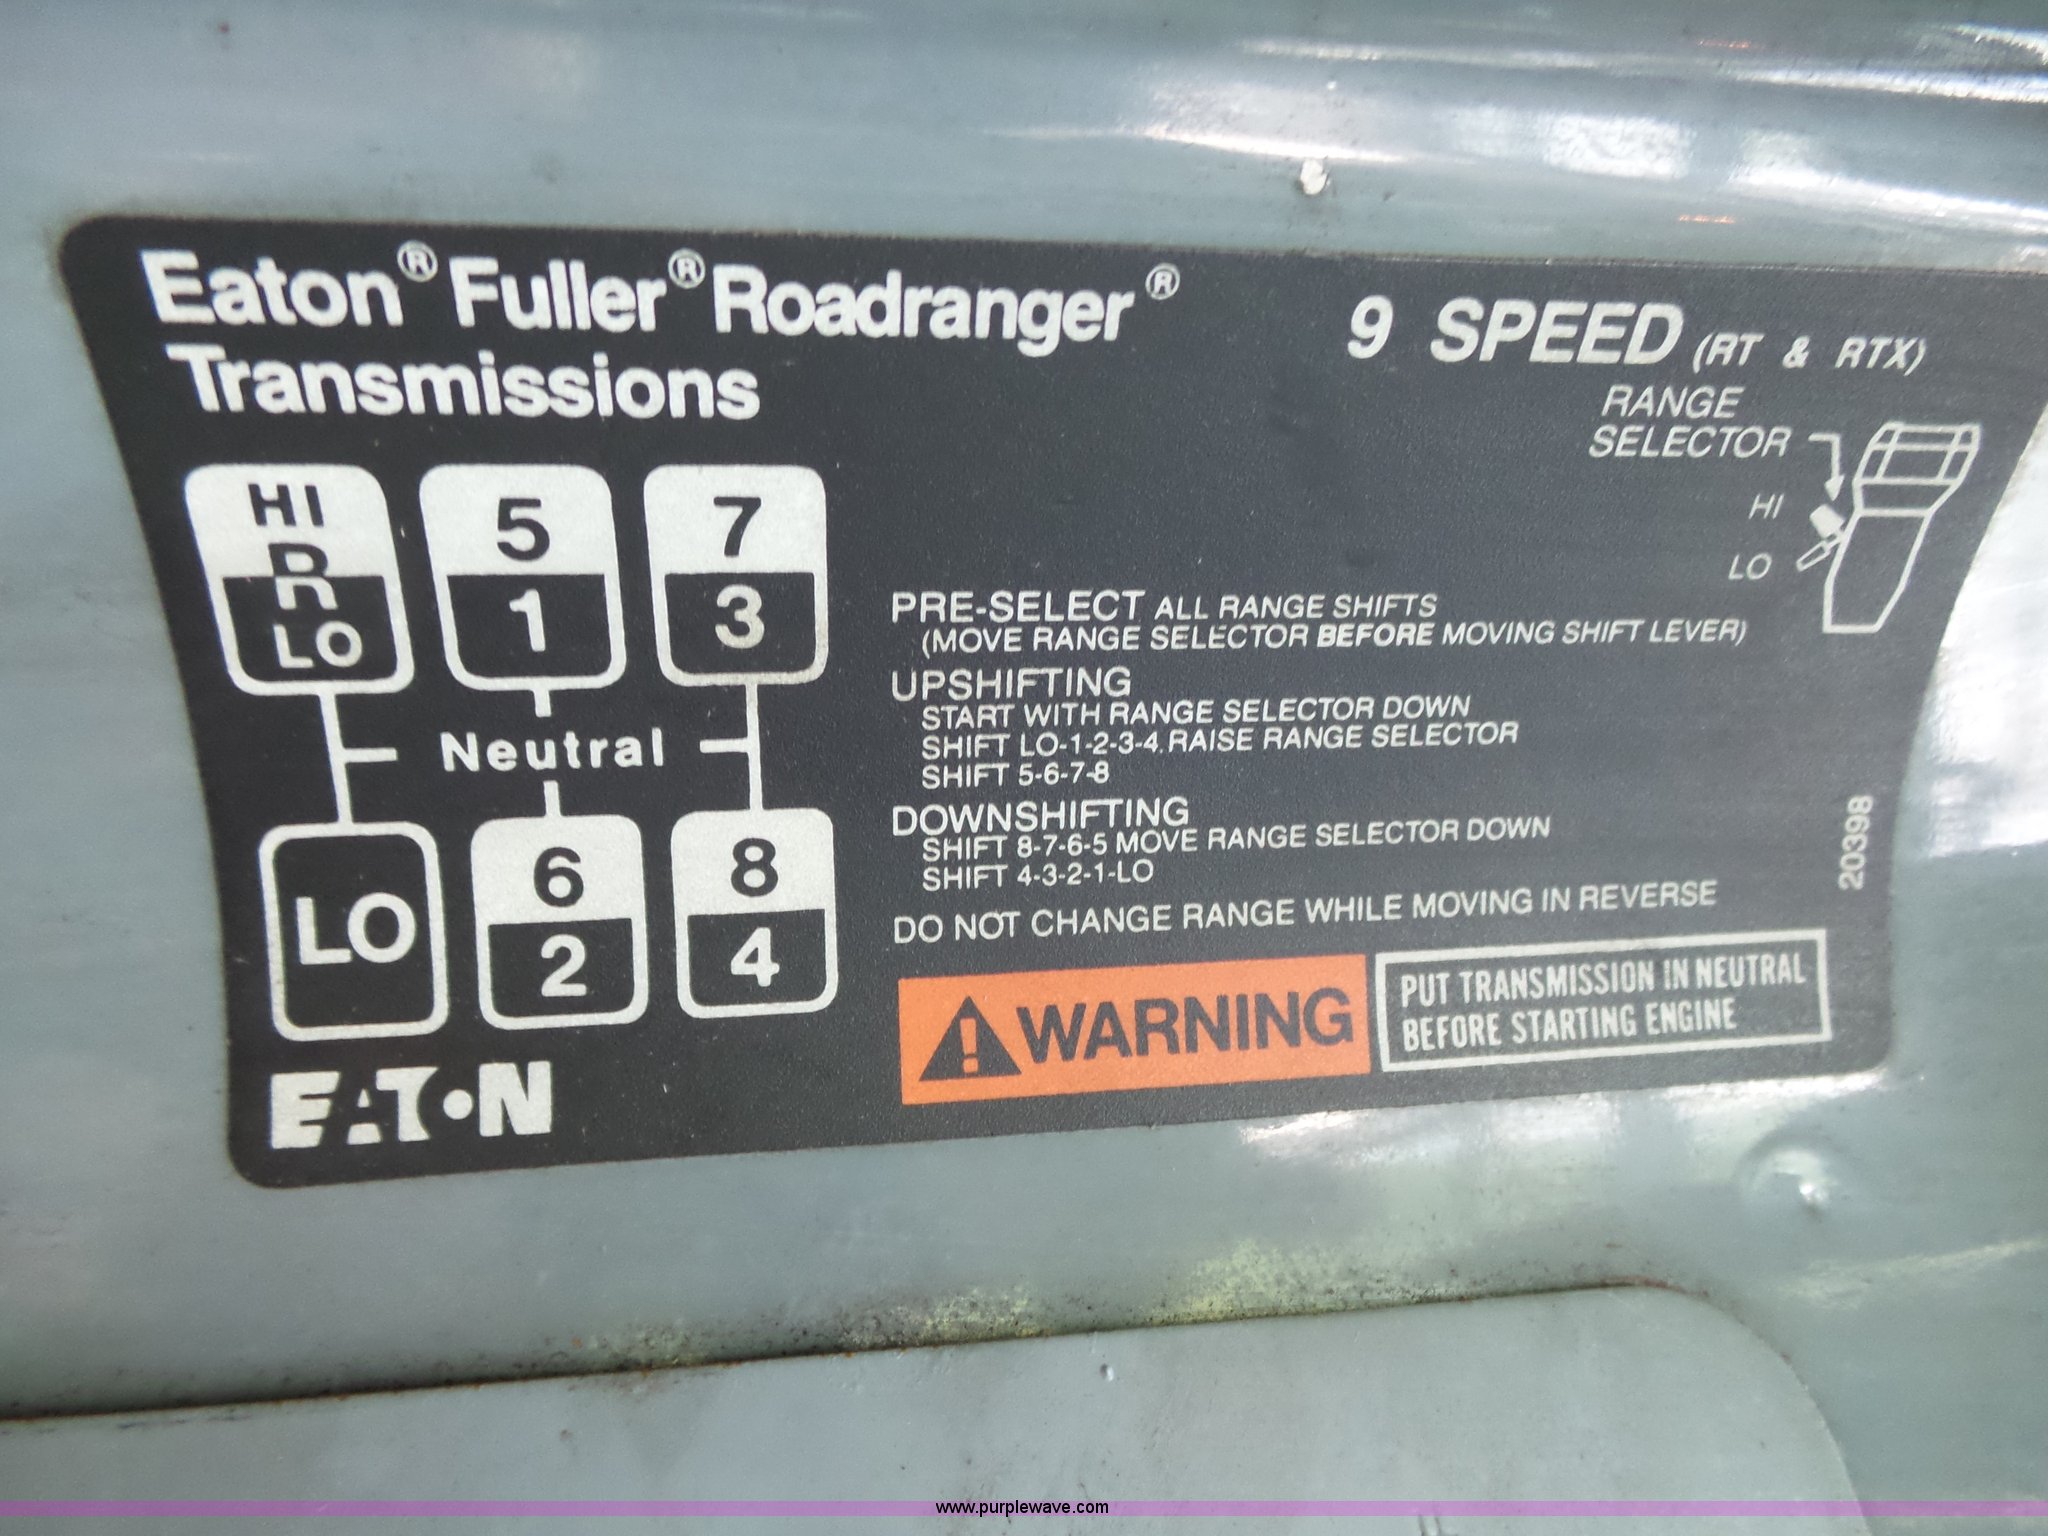 Eaton® Fuller® Roadranger®
Transmissions
9 SPEED (RT & RTX)
RANGE
SELECTOR
HI
LO
HI
R
LO
5
1
7
3
Neutral
LO
6
2
8
4
PRE-SELECT ALL RANGE SHIFTS
(MOVE RANGE SELECTOR BEFORE MOVING SHIFT LEVER)
UPSHIFTING
START WITH RANGE SELECTOR DOWN
SHIFT LO-1-2-3-4. RAISE RANGE SELECTOR
SHIFT 5-6-7-8
DOWNSHIFTING
SHIFT 8-7-6-5 MOVE RANGE SELECTOR DOWN
SHIFT 4-3-2-1-LO
DO NOT CHANGE RANGE WHILE MOVING IN REVERSE
20398
WARNING
PUT TRANSMISSION IN NEUTRAL
BEFORE STARTING ENGINE
EATON
www.purplewave.com